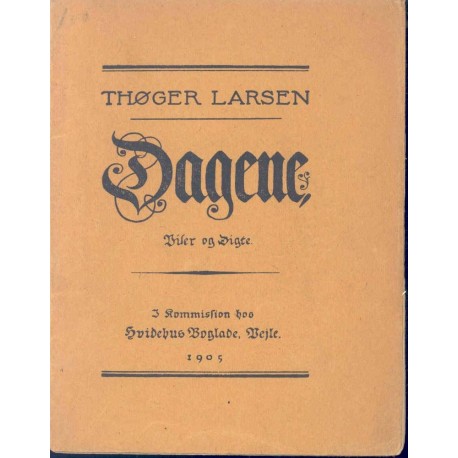 THØGER LARSEN
Dagene,
Viser og Digte.
I Kommission hos
Hvidehus Boglade, Vejle.
1905